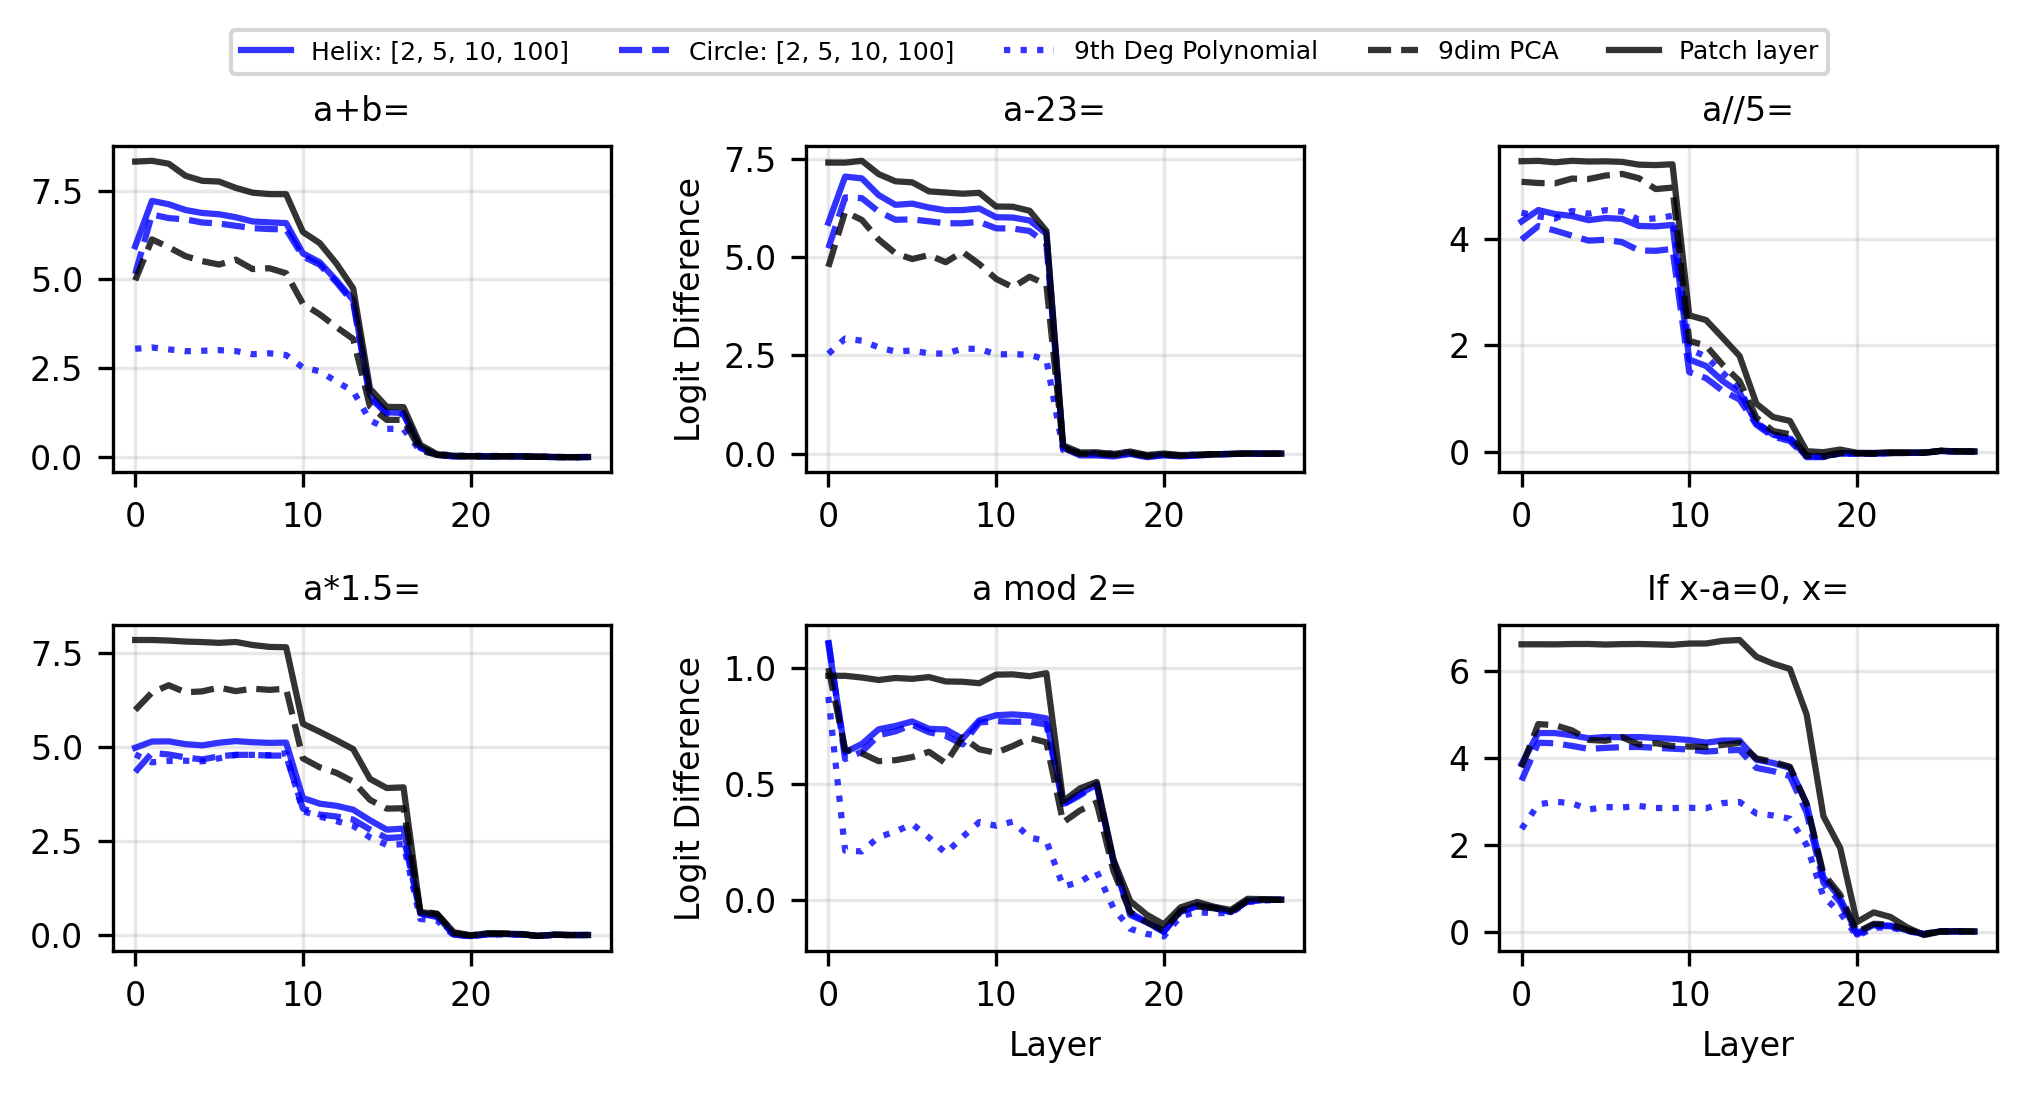 Helix: [2, 5, 10, 100] Circle: [2, 5, 10, 100] 9th Deg Polynomial 9dim PCA Patch layer
a+b=
7.5
5.0
2.5
0.0
0 10 20
a-23=
Logit Difference
7.5
5.0
2.5
0.0
0 10 20
a//5=
4
2
0
0 10 20
a*1.5=
7.5
5.0
2.5
0.0
0 10 20
a mod 2=
Logit Difference
1.0
0.5
0.0
0 10 20
Layer
If x-a=0, x=
6
4
2
0
0 10 20
Layer